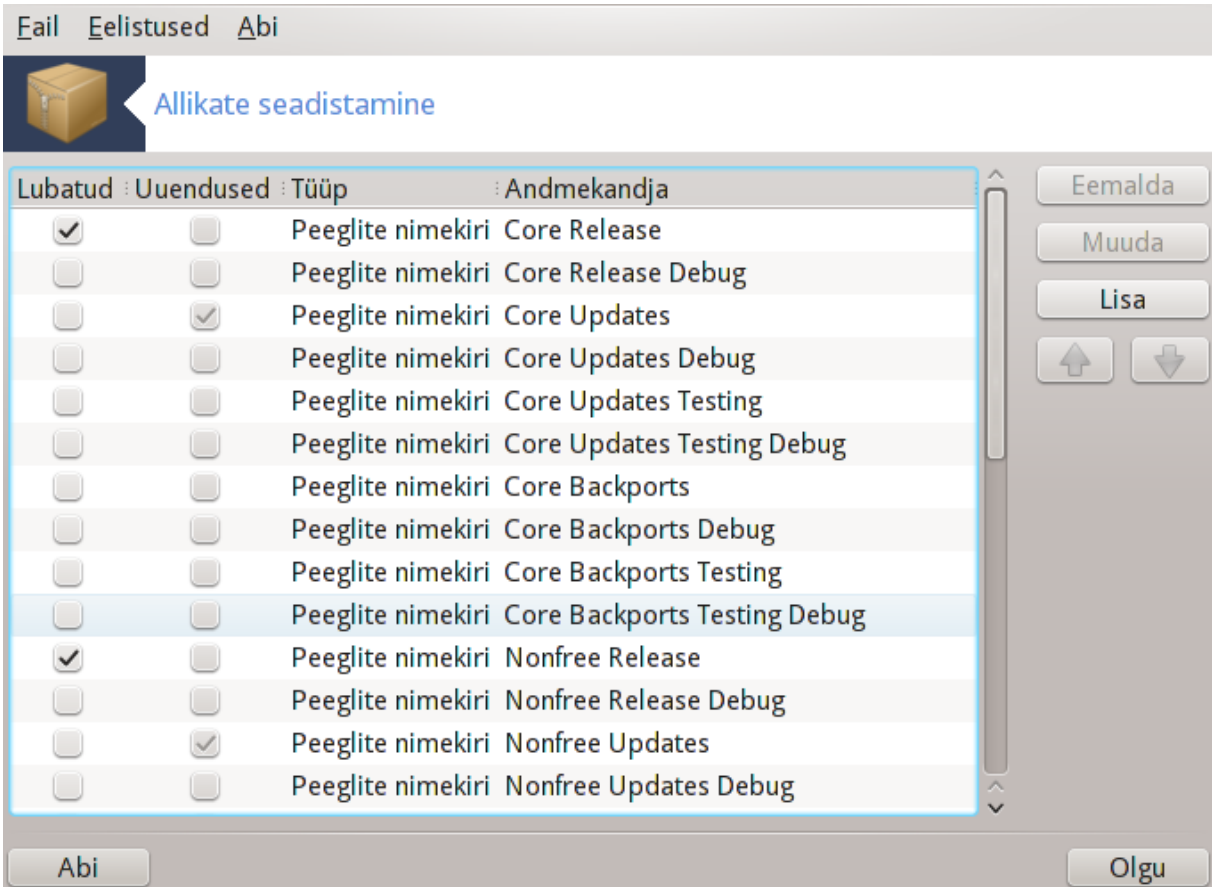 Fail Eelistused Abi
Allikate seadistamine
Lubatud Uuendused Tüüp Andmekandja
Peeglite nimekiri Core Release
Peeglite nimekiri Core Release Debug
Peeglite nimekiri Core Updates
Peeglite nimekiri Core Updates Debug
Peeglite nimekiri Core Updates Testing
Peeglite nimekiri Core Updates Testing Debug
Peeglite nimekiri Core Backports
Peeglite nimekiri Core Backports Debug
Peeglite nimekiri Core Backports Testing
Peeglite nimekiri Core Backports Testing Debug
Peeglite nimekiri Nonfree Release
Peeglite nimekiri Nonfree Release Debug
Peeglite nimekiri Nonfree Updates
Peeglite nimekiri Nonfree Updates Debug
Eemalda
Muuda
Lisa
Abi
Olgu